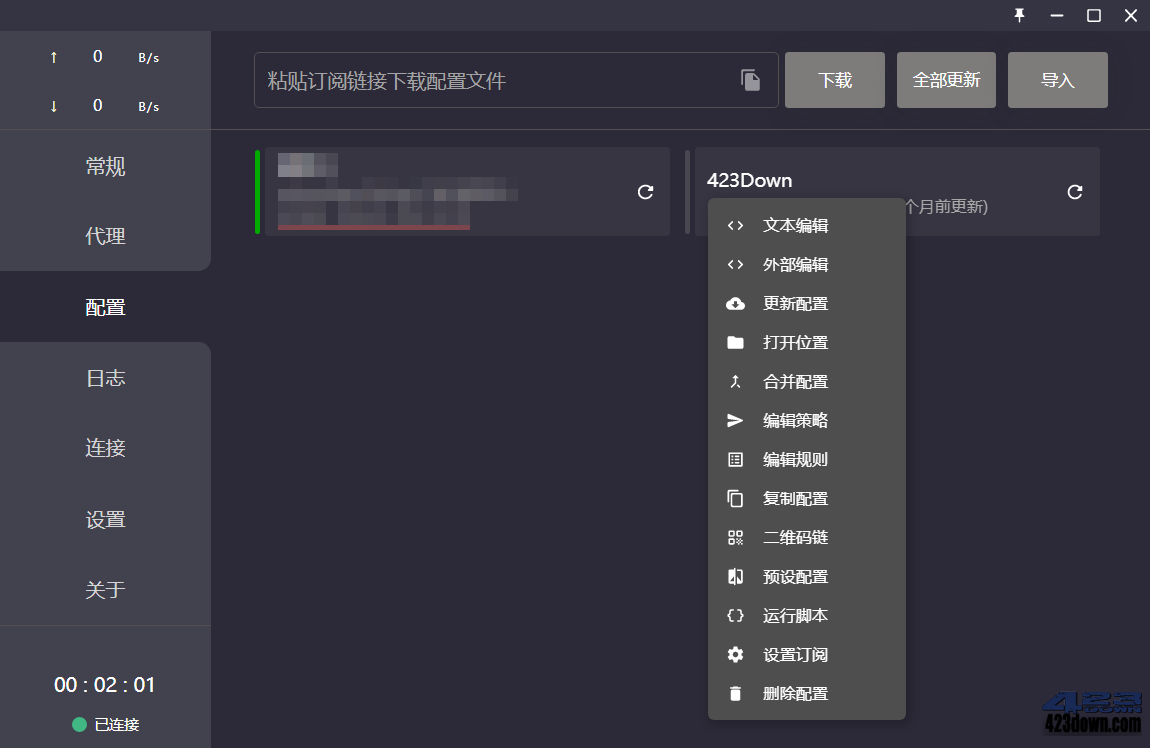 ↑ 0 B/s
↓ 0 B/s
常规
代理
配置
日志
连接
设置
关于
00 : 02 : 01
已连接
粘贴订阅链接下载配置文件
下载
全部更新
导入
423Down
个月前更新)
文本编辑
外部编辑
更新配置
打开位置
合并配置
编辑策略
编辑规则
复制配置
二维码链
预设配置
运行脚本
设置订阅
删除配置
423
423down.com